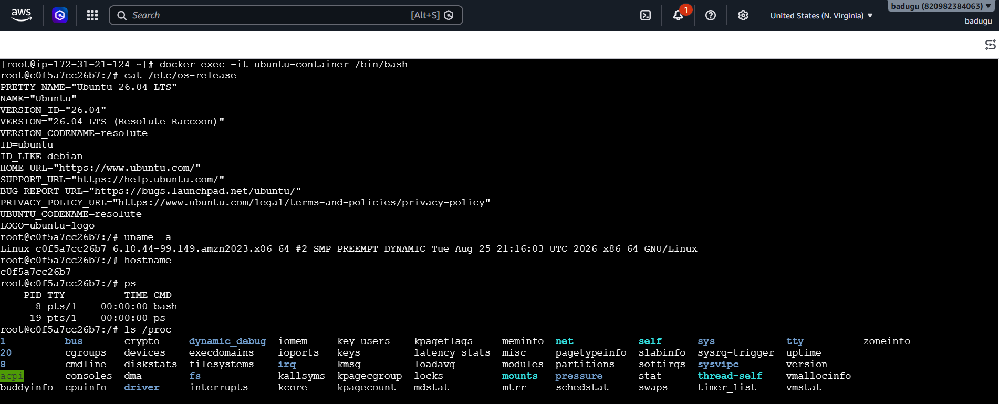 aws
Search [Alt+S]
1
United States (N. Virginia)
badugu (820982384063)
badugu
[root@ip-172-31-21-124 ~]# docker exec -it ubuntu-container /bin/bash
root@c0f5a7cc26b7:/# cat /etc/os-release
PRETTY_NAME="Ubuntu 26.04 LTS"
NAME="Ubuntu"
VERSION_ID="26.04"
VERSION="26.04 LTS (Resolute Raccoon)"
VERSION_CODENAME=resolute
ID=ubuntu
ID_LIKE=debian
HOME_URL="https://www.ubuntu.com/"
SUPPORT_URL="https://help.ubuntu.com/"
BUG_REPORT_URL="https://bugs.launchpad.net/ubuntu/"
PRIVACY_POLICY_URL="https://www.ubuntu.com/legal/terms-and-policies/privacy-policy"
UBUNTU_CODENAME=resolute
LOGO=ubuntu-logo
root@c0f5a7cc26b7:/# uname -a
Linux c0f5a7cc26b7 6.18.44-99.149.amzn2023.x86_64 #2 SMP PREEMPT_DYNAMIC Tue Aug 25 21:16:03 UTC 2026 x86_64 GNU/Linux
root@c0f5a7cc26b7:/# hostname
c0f5a7cc26b7
root@c0f5a7cc26b7:/# ps
PID TTY TIME CMD
8 pts/1 00:00:00 bash
19 pts/1 00:00:00 ps
root@c0f5a7cc26b7:/# ls /proc
1 bus crypto dynamic_debug iomem key-users kpageflags meminfo net self sys tty zoneinfo
20 cgroups devices execdomains ioports keys latency_stats misc pagetypeinfo slabinfo sysrq-trigger uptime
8 cmdline diskstats filesystems irq kmsg loadavg modules partitions softirqs sysvipc version
acpi consoles dma fs kallsyms kpagecgroup locks mounts pressure stat thread-self vmallocinfo
buddyinfo cpuinfo driver interrupts kcore kpagecount mdstat mtrr schedstat swaps timer_list vmstat